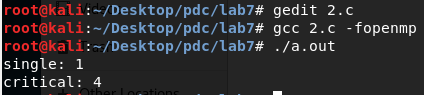 root@kali:~/Desktop/pdc/lab7# gedit 2.c
root@kali:~/Desktop/pdc/lab7# gcc 2.c -fopenmp
root@kali:~/Desktop/pdc/lab7# ./a.out
single: 1
critical: 4